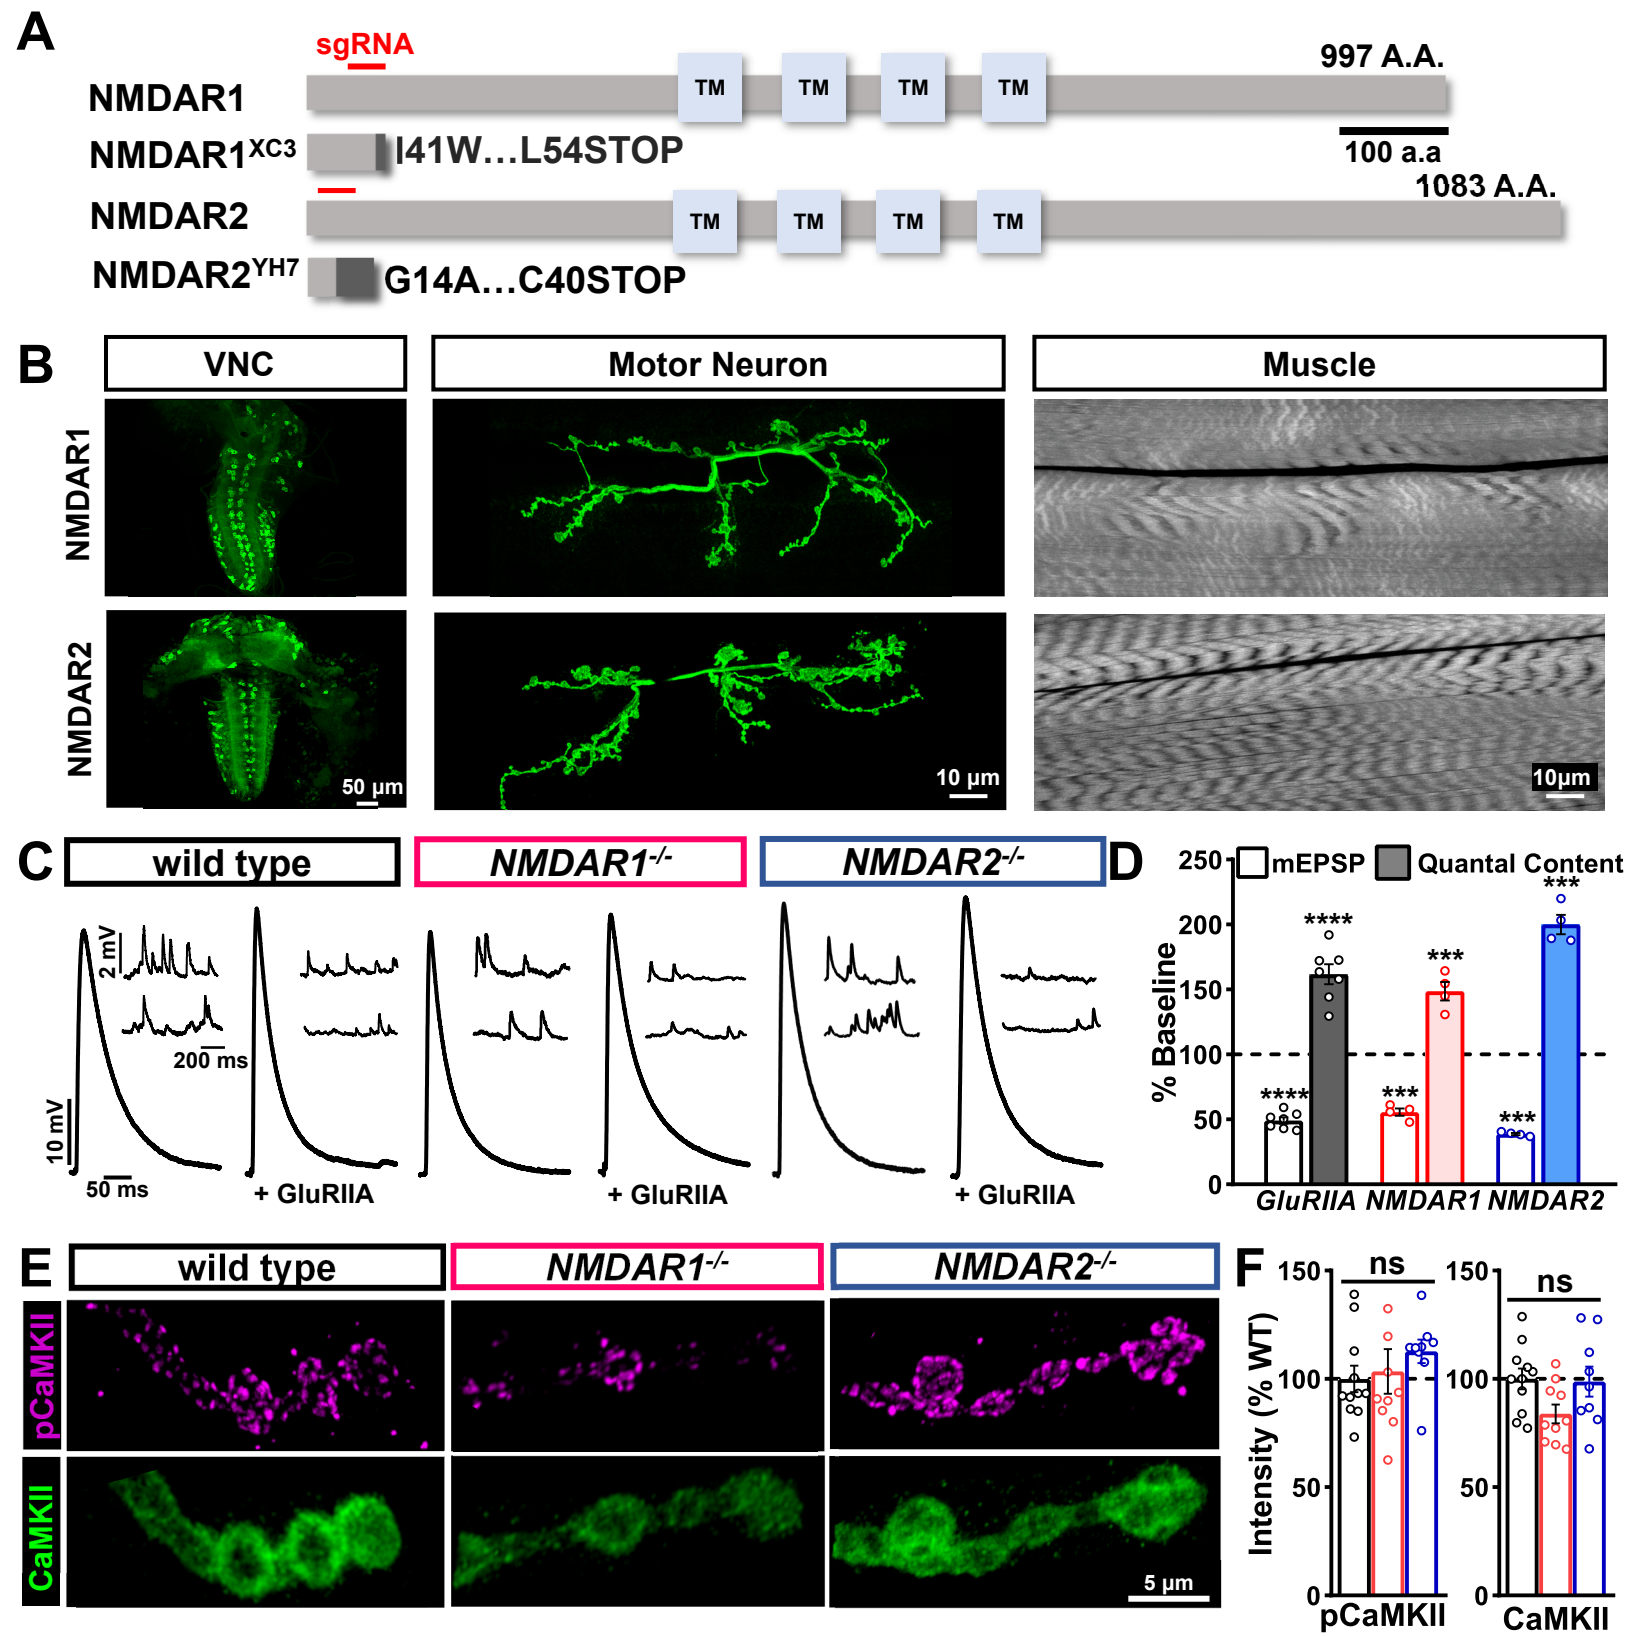 A
sgRNA
997 A.A.
NMDAR1
TM TM TM TM
NMDAR1XC3
I41W...L54STOP
100 a.a
1083 A.A.
NMDAR2
TM TM TM TM
NMDAR2YH7
G14A...C40STOP
B
VNC
Motor Neuron
Muscle
NMDAR1
NMDAR2
50 µm
10 µm
10µm
C
wild type
NMDAR1-/-
NMDAR2-/-
2 mV
200 ms
10 mV
50 ms
+ GluRIIA
+ GluRIIA
+ GluRIIA
D
mEPSP
Quantal Content
% Baseline
250
200
150
100
50
0
****
****
***
***
***
***
GluRIIA NMDAR1 NMDAR2
E
wild type
NMDAR1-/-
NMDAR2-/-
pCaMKII
CaMKII
5 µm
F
Intensity (% WT)
150
100
50
0
ns
pCaMKII
150
100
50
0
ns
CaMKII